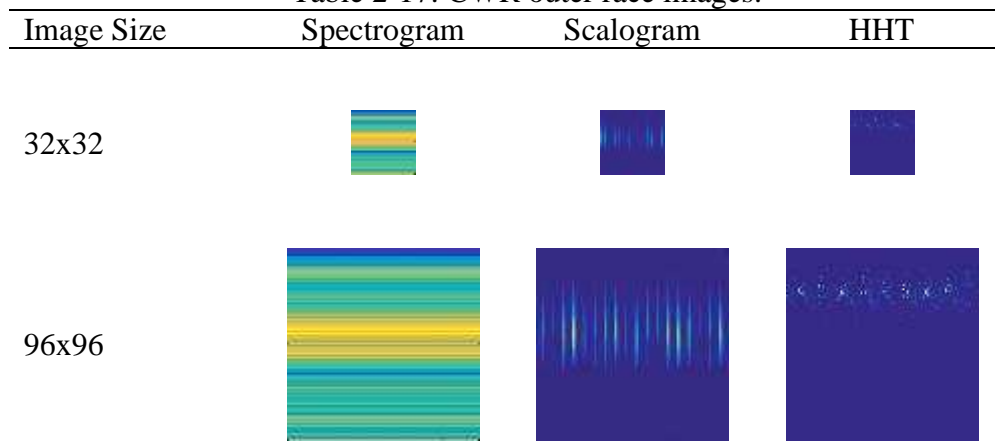 Table 2-17. CWR outer race images.
Image Size Spectrogram Scalogram HHT
32x32
96x96